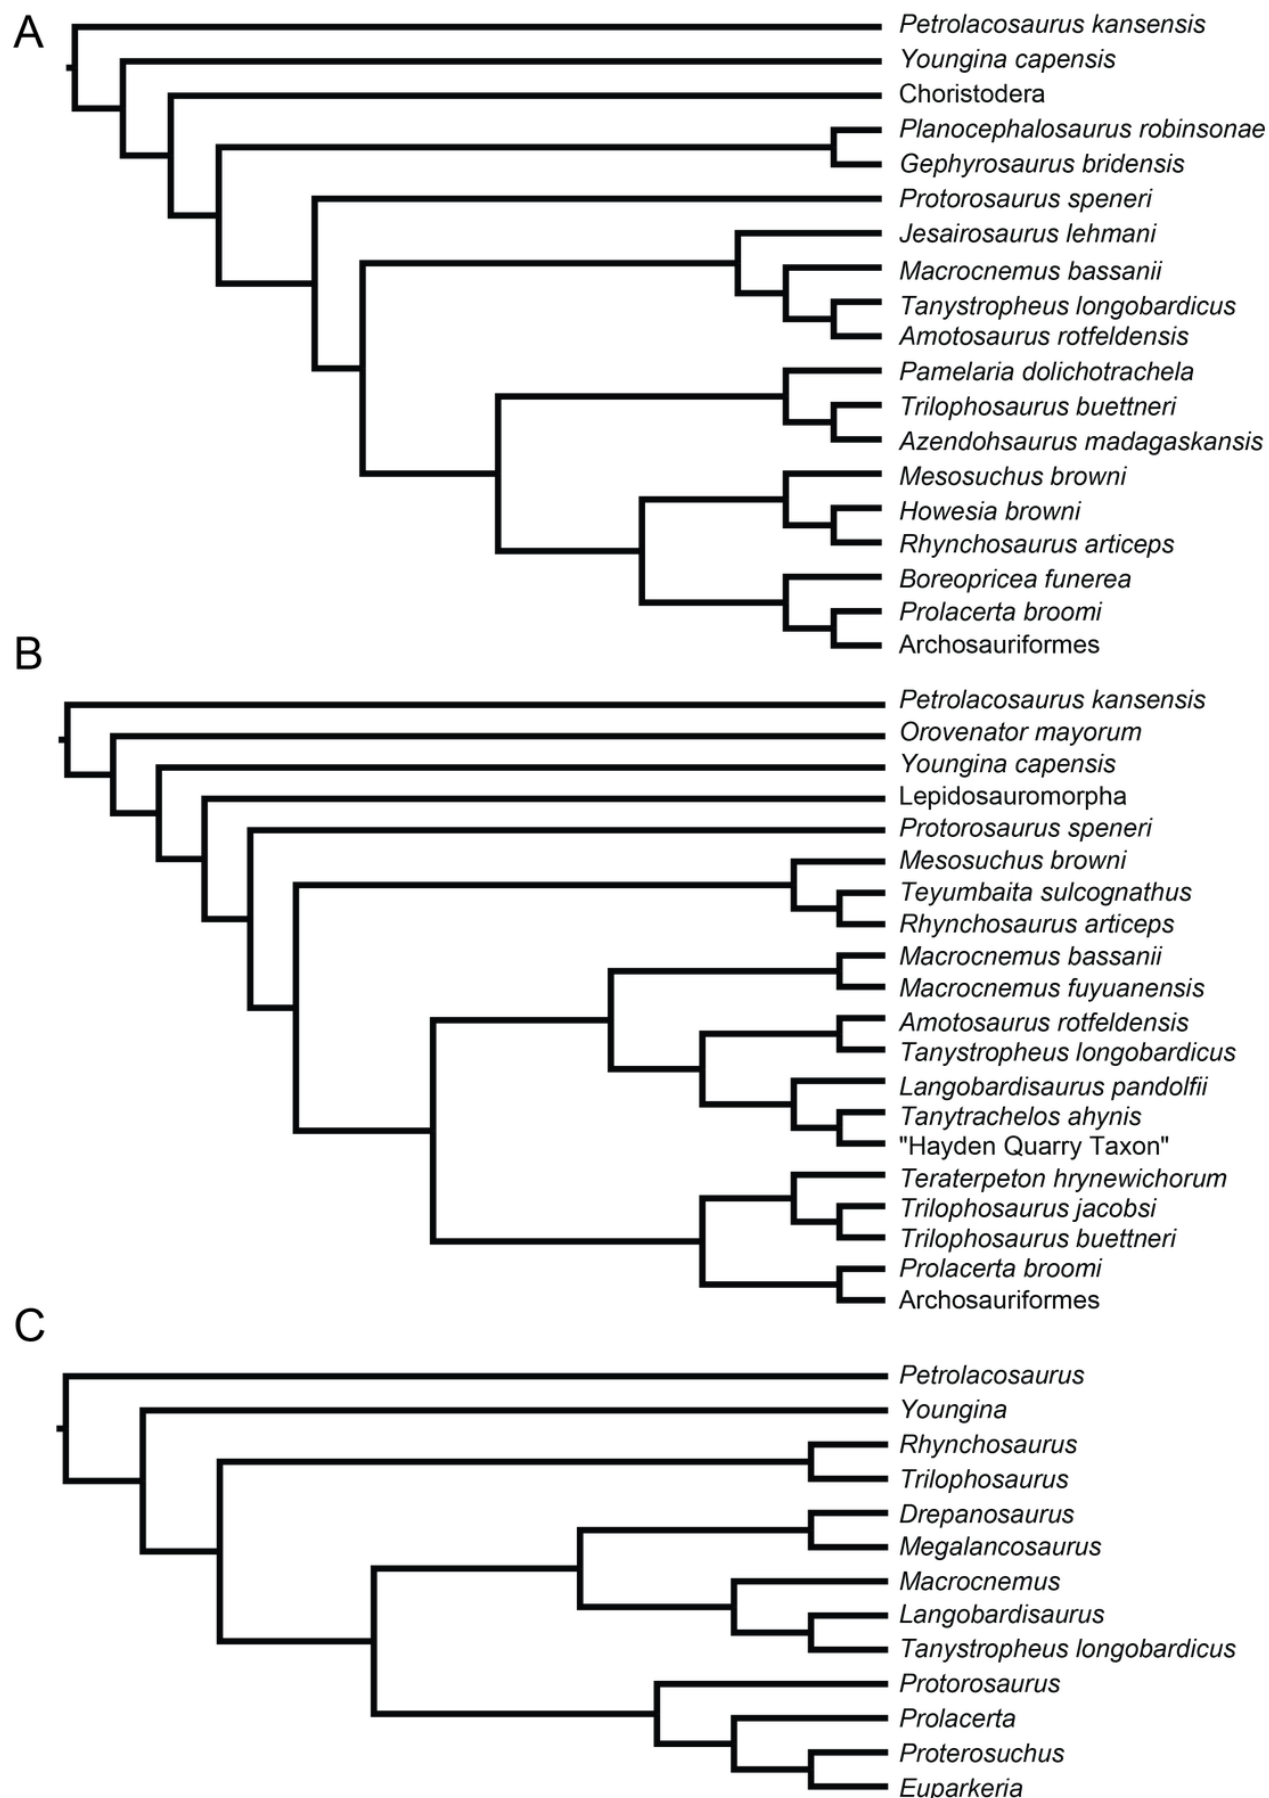 A
Petrolacosaurus kansensis
Youngina capensis
Choristodera
Planocephalosaurus robinsonae
Gephyrosaurus bridensis
Protorosaurus speneri
Jesairosaurus lehmani
Macrocnemus bassanii
Tanystropheus longobardicus
Amotosaurus rotfeldensis
Pamelaria dolichotrachela
Trilophosaurus buettneri
Azendohsaurus madagaskansis
Mesosuchus browni
Howesia browni
Rhynchosaurus articeps
Boreopricea funerea
Prolacerta broomi
Archosauriformes
B
Petrolacosaurus kansensis
Orovenator mayorum
Youngina capensis
Lepidosauromorpha
Protorosaurus speneri
Mesosuchus browni
Teyumbaita sulcognathus
Rhynchosaurus articeps
Macrocnemus bassanii
Macrocnemus fuyuanensis
Amotosaurus rotfeldensis
Tanystropheus longobardicus
Langobardisaurus pandolfii
Tanytrachelos ahynis
"Hayden Quarry Taxon"
Teraterpeton hrynewichorum
Trilophosaurus jacobsi
Trilophosaurus buettneri
Prolacerta broomi
Archosauriformes
C
Petrolacosaurus
Youngina
Rhynchosaurus
Trilophosaurus
Drepanosaurus
Megalancosaurus
Macrocnemus
Langobardisaurus
Tanystropheus longobardicus
Protorosaurus
Prolacerta
Proterosuchus
Euparkeria